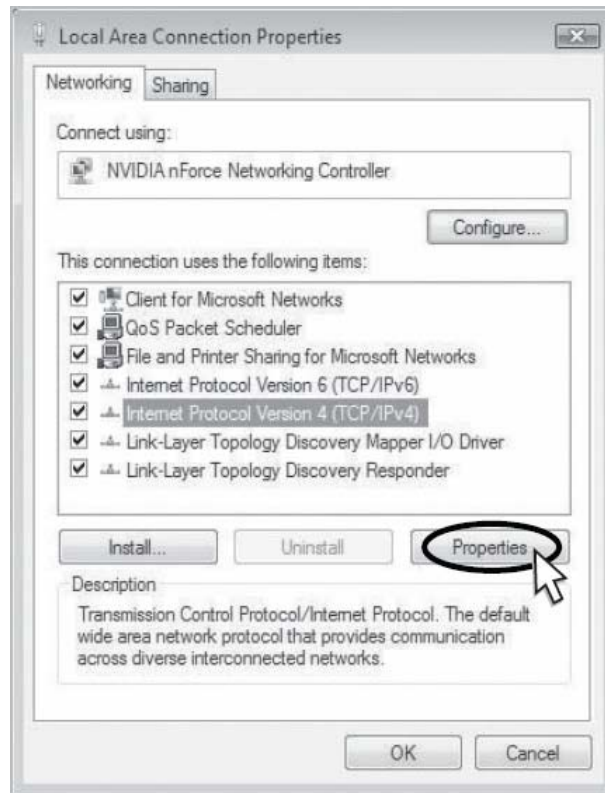 Local Area Connection Properties
Networking
Sharing
Connect using:
NVIDIA nForce Networking Controller
Configure...
This connection uses the following items:
Client for Microsoft Networks
QoS Packet Scheduler
File and Printer Sharing for Microsoft Networks
Internet Protocol Version 6 (TCP/IPv6)
Internet Protocol Version 4 (TCP/IPv4)
Link-Layer Topology Discovery Mapper I/O Driver
Link-Layer Topology Discovery Responder
Install...
Uninstall
Properties
Description
Transmission Control Protocol/Internet Protocol. The default
wide area network protocol that provides communication
across diverse interconnected networks.
OK
Cancel